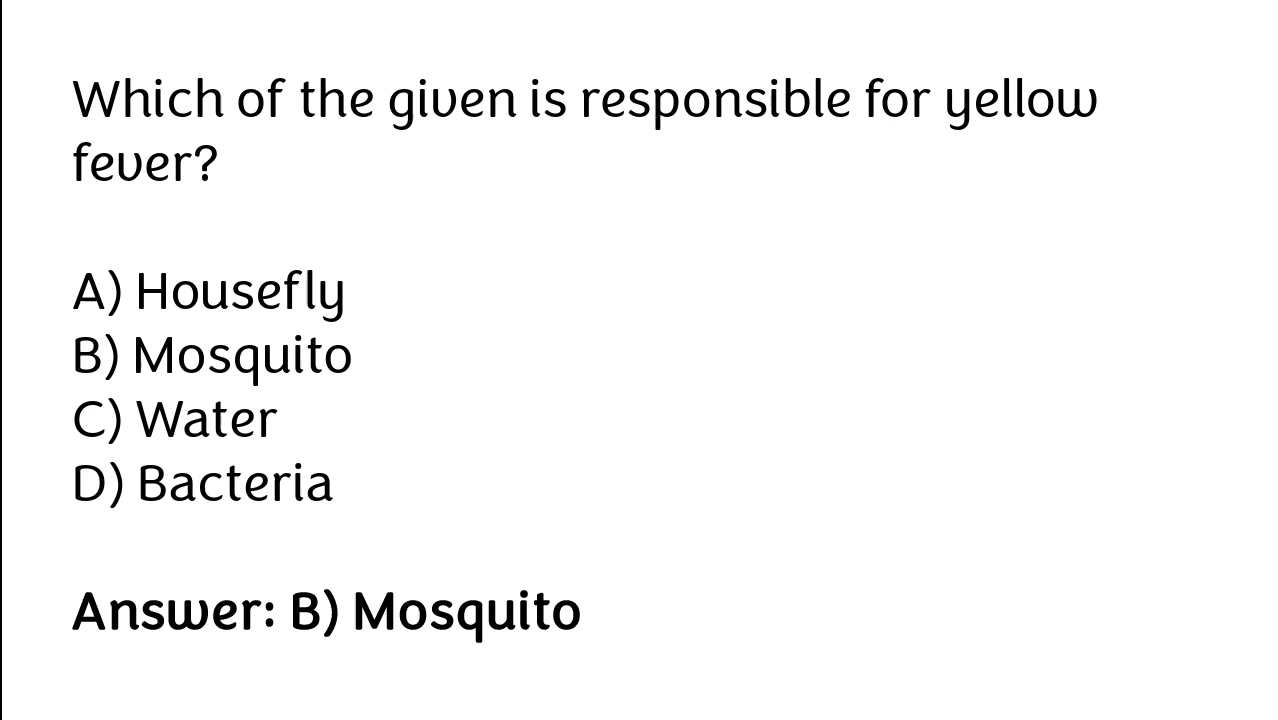 Which of the given is responsible for yellow
fever?
A) Housefly
B) Mosquito
C) Water
D) Bacteria
Answer: B) Mosquito